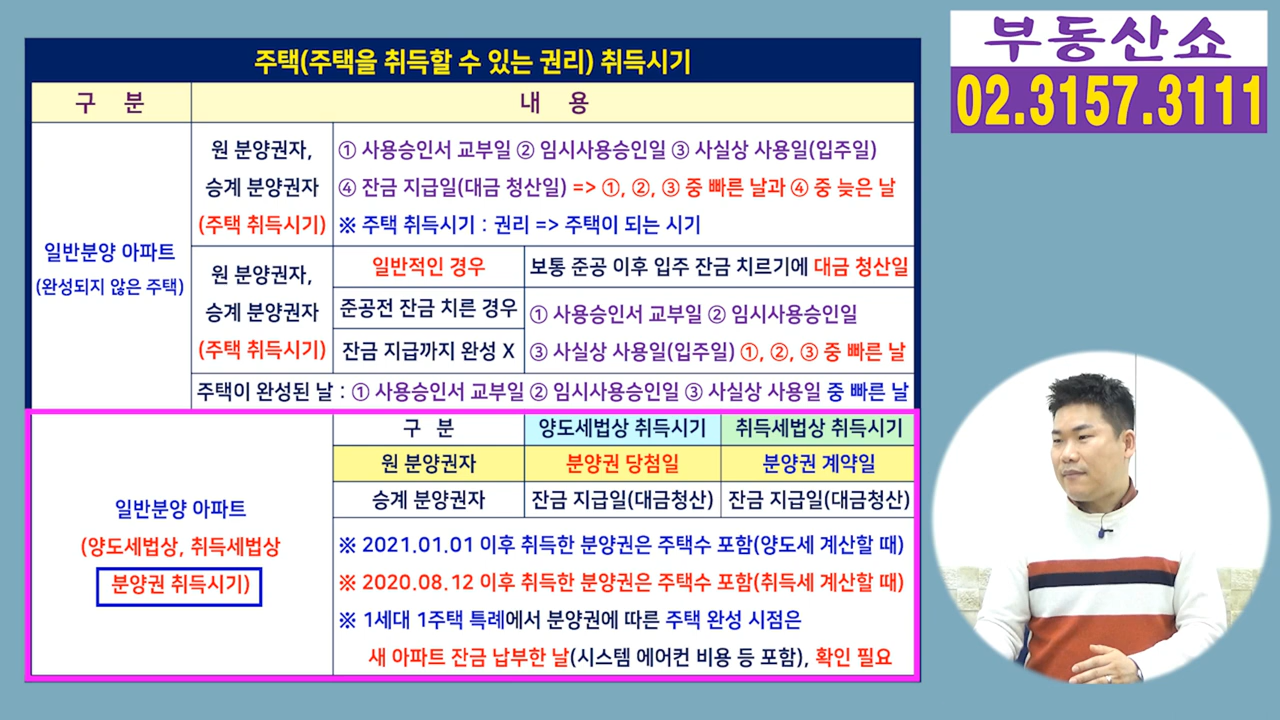 주택(주택을 취득할 수 있는 권리) 취득시기
부동산쇼
02.3157.3111
구 분
내 용
일반분양 아파트
(완성되지 않은 주택)
원 분양권자,
승계 분양권자
(주택 취득시기)
① 사용승인서 교부일 ② 임시사용승인일 ③ 사실상 사용일(입주일)
④ 잔금 지급일(대금 청산일) => ①, ②, ③ 중 빠른 날과 ④ 중 늦은 날
※ 주택 취득시기 : 권리 => 주택이 되는 시기
원 분양권자,
승계 분양권자
(주택 취득시기)
일반적인 경우
보통 준공 이후 입주 잔금 치르기에 대금 청산일
준공전 잔금 치른 경우
잔금 지급까지 완성 X
① 사용승인서 교부일 ② 임시사용승인일
③ 사실상 사용일(입주일) ①, ②, ③ 중 빠른 날
주택이 완성된 날 : ① 사용승인서 교부일 ② 임시사용승인일 ③ 사실상 사용일 중 빠른 날
일반분양 아파트
(양도세법상, 취득세법상
분양권 취득시기)
구 분
양도세법상 취득시기
취득세법상 취득시기
원 분양권자
분양권 당첨일
분양권 계약일
승계 분양권자
잔금 지급일(대금청산)
잔금 지급일(대금청산)
※ 2021.01.01 이후 취득한 분양권은 주택수 포함(양도세 계산할 때)
※ 2020.08.12 이후 취득한 분양권은 주택수 포함(취득세 계산할 때)
※ 1세대 1주택 특례에서 분양권에 따른 주택 완성 시점은
새 아파트 잔금 납부한 날(시스템 에어컨 비용 등 포함), 확인 필요